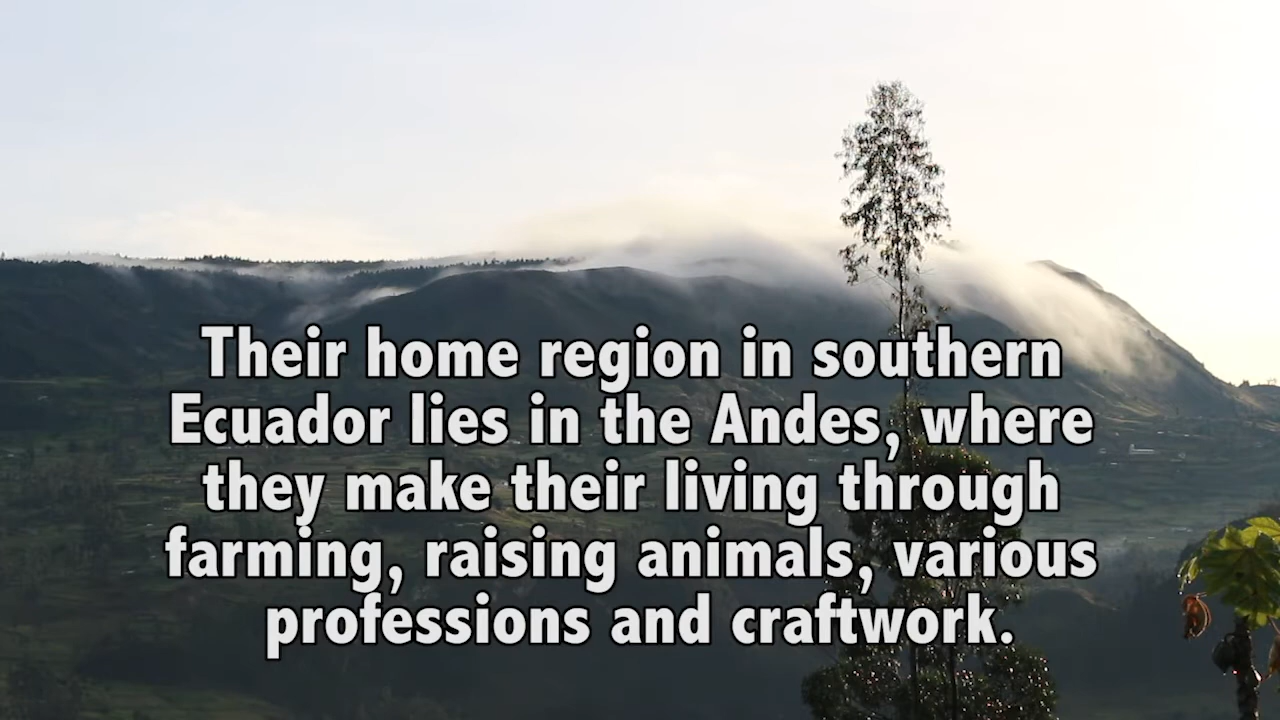 Their home region in southern
Ecuador lies in the Andes, where
they make their living through
farming, raising animals, various
professions and craftwork.